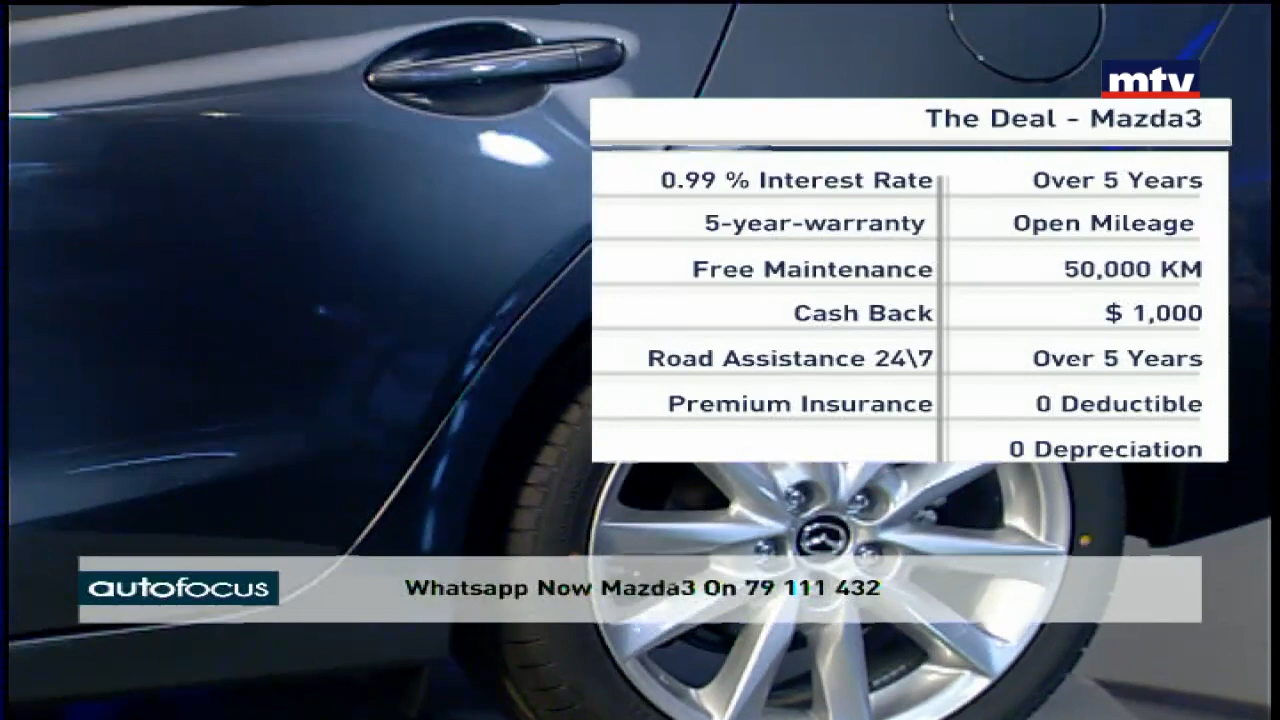 mtv
The Deal - Mazda3
0.99 % Interest Rate Over 5 Years
5-year-warranty Open Mileage
Free Maintenance 50,000 KM
Cash Back $ 1,000
Road Assistance 24\7 Over 5 Years
Premium Insurance 0 Deductible
0 Depreciation
autofocus Whatsapp Now Mazda3 On 79 111 432